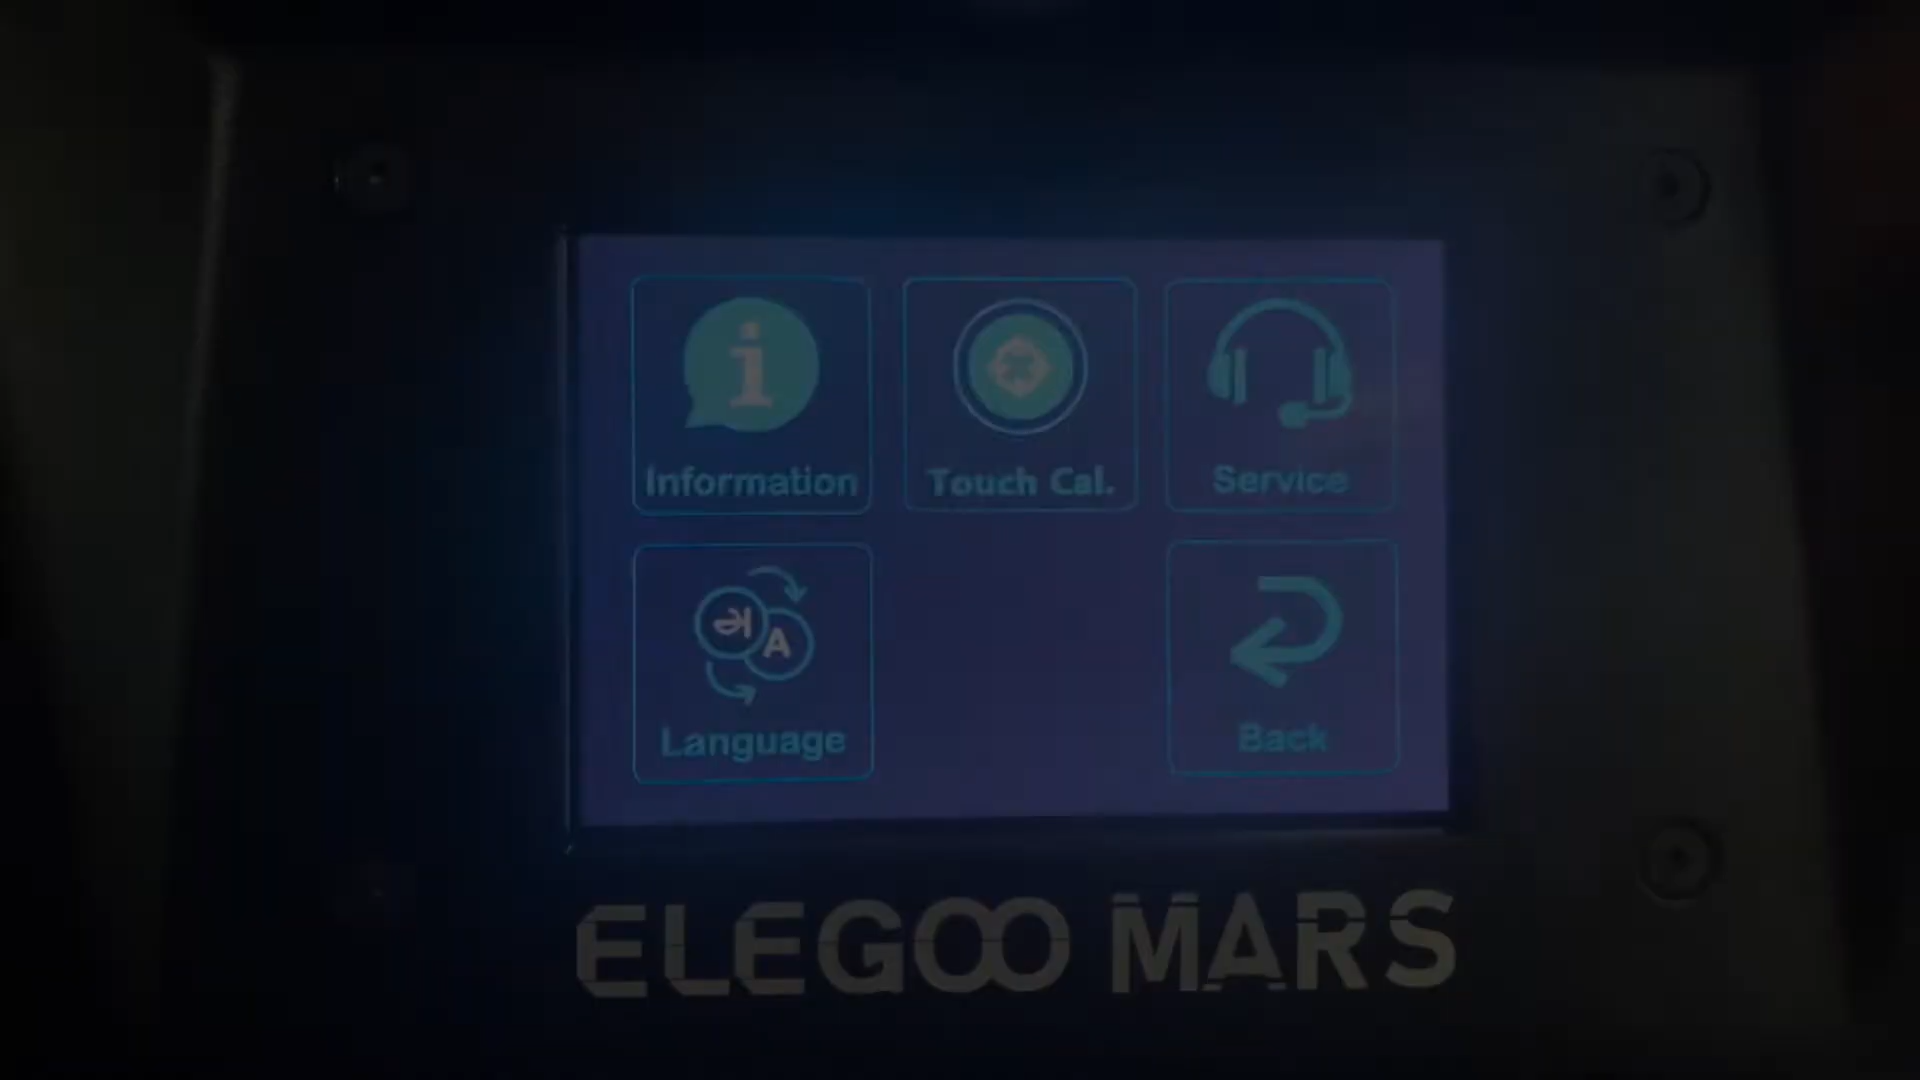 i
Information
Touch Cal.
Service
அ A
Language
Back
ELEGOO MARS